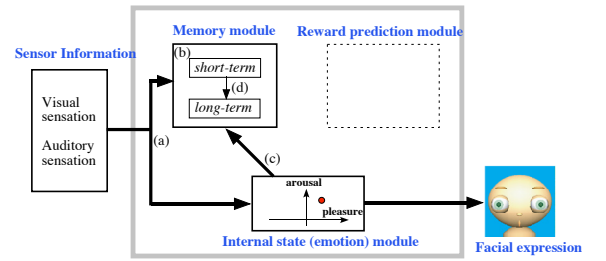 Memory module
Reward prediction module
Sensor Information
(b)
short-term
(d)
long-term
Visual
sensation
Auditory
sensation
(a)
(c)
arousal
pleasure
Internal state (emotion) module
Facial expression